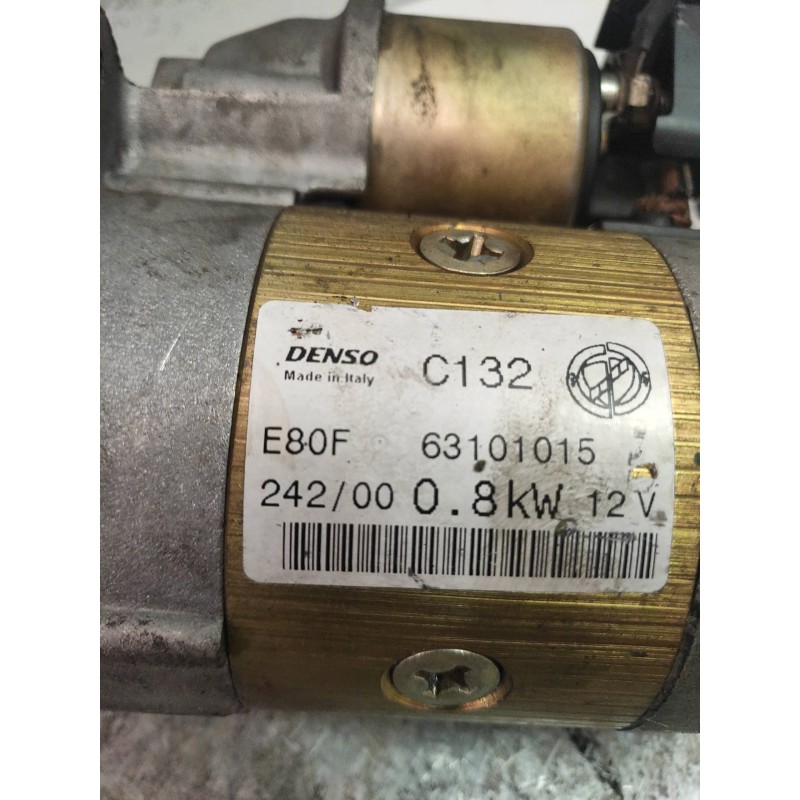 DENSO C132
Made in Italy
E80F 63101015
242/00 0.8kW 12V